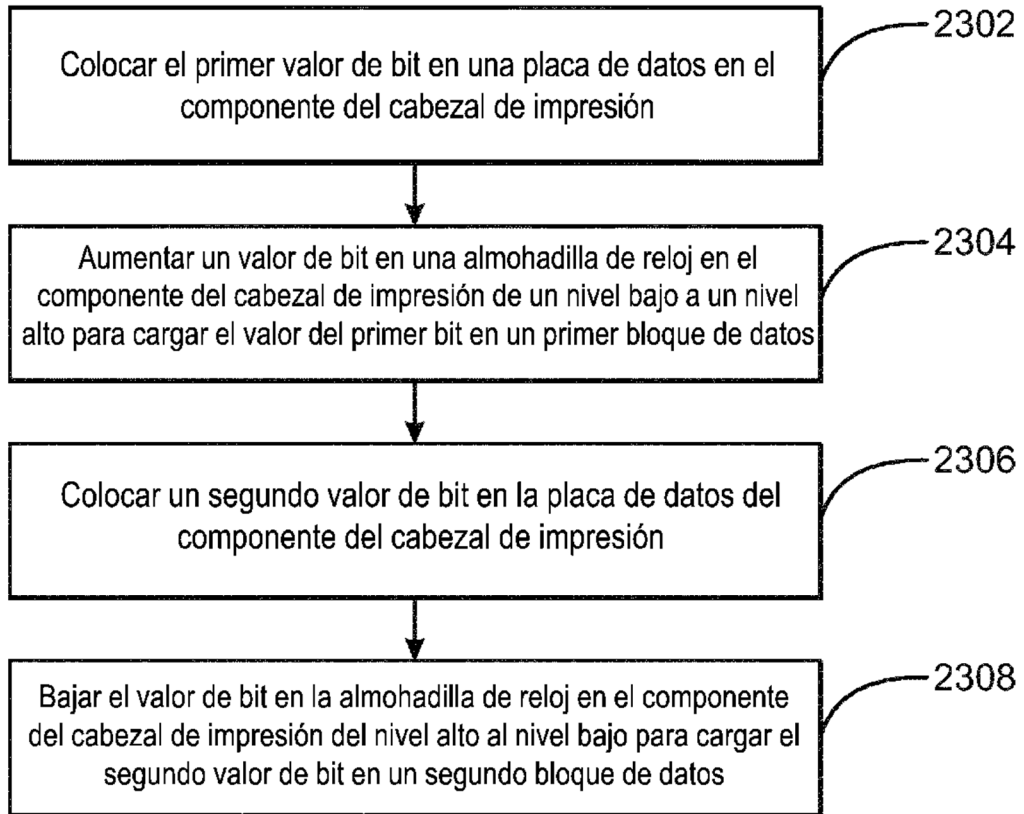 2302
Colocar el primer valor de bit en una placa de datos en el
componente del cabezal de impresión
2304
Aumentar un valor de bit en una almohadilla de reloj en el
componente del cabezal de impresión de un nivel bajo a un nivel
alto para cargar el valor del primer bit en un primer bloque de datos
2306
Colocar un segundo valor de bit en la placa de datos del
componente del cabezal de impresión
2308
Bajar el valor de bit en la almohadilla de reloj en el componente
del cabezal de impresión del nivel alto al nivel bajo para cargar el
segundo valor de bit en un segundo bloque de datos